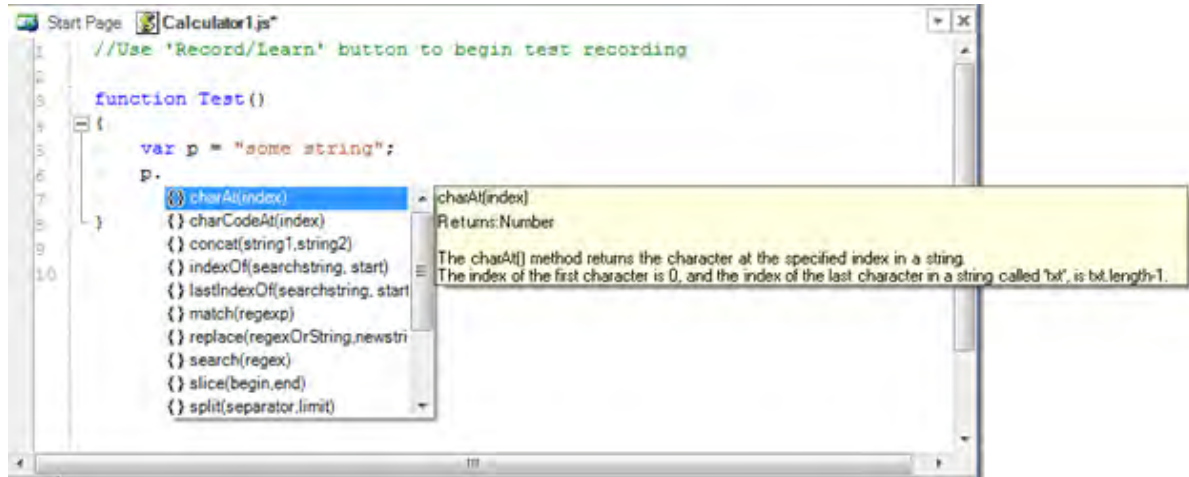 Start Page Calculator1.js*
1 //Use 'Record/Learn' button to begin test recording
2
3 function Test()
4 {
5 var p = "some string";
6 p.
7
8 }
9
10
{} charAt(index)
{} charCodeAt(index)
{} concat(string1,string2)
{} indexOf(searchstring, start)
{} lastIndexOf(searchstring, start
{} match(regexp)
{} replace(regexOrString,newstri
{} search(regex)
{} slice(begin,end)
{} split(separator,limit)
charAt(index)
Returns:Number
The charAt() method returns the character at the specified index in a string.
The index of the first character is 0, and the index of the last character in a string called 'txt', is txt.length-1.